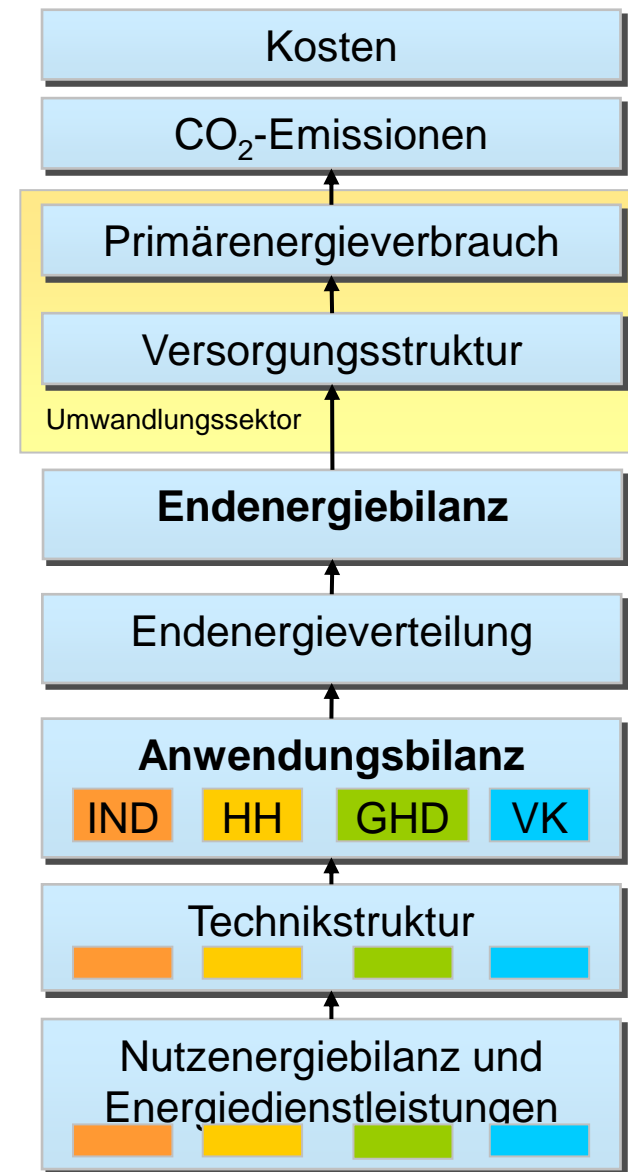 Kosten
CO₂-Emissionen
Primärenergieverbrauch
Versorgungsstruktur
Umwandlungssektor
Endenergiebilanz
Endenergieverteilung
Anwendungsbilanz
IND HH GHD VK
Technikstruktur
Nutzenergiebilanz und
Energiedienstleistungen